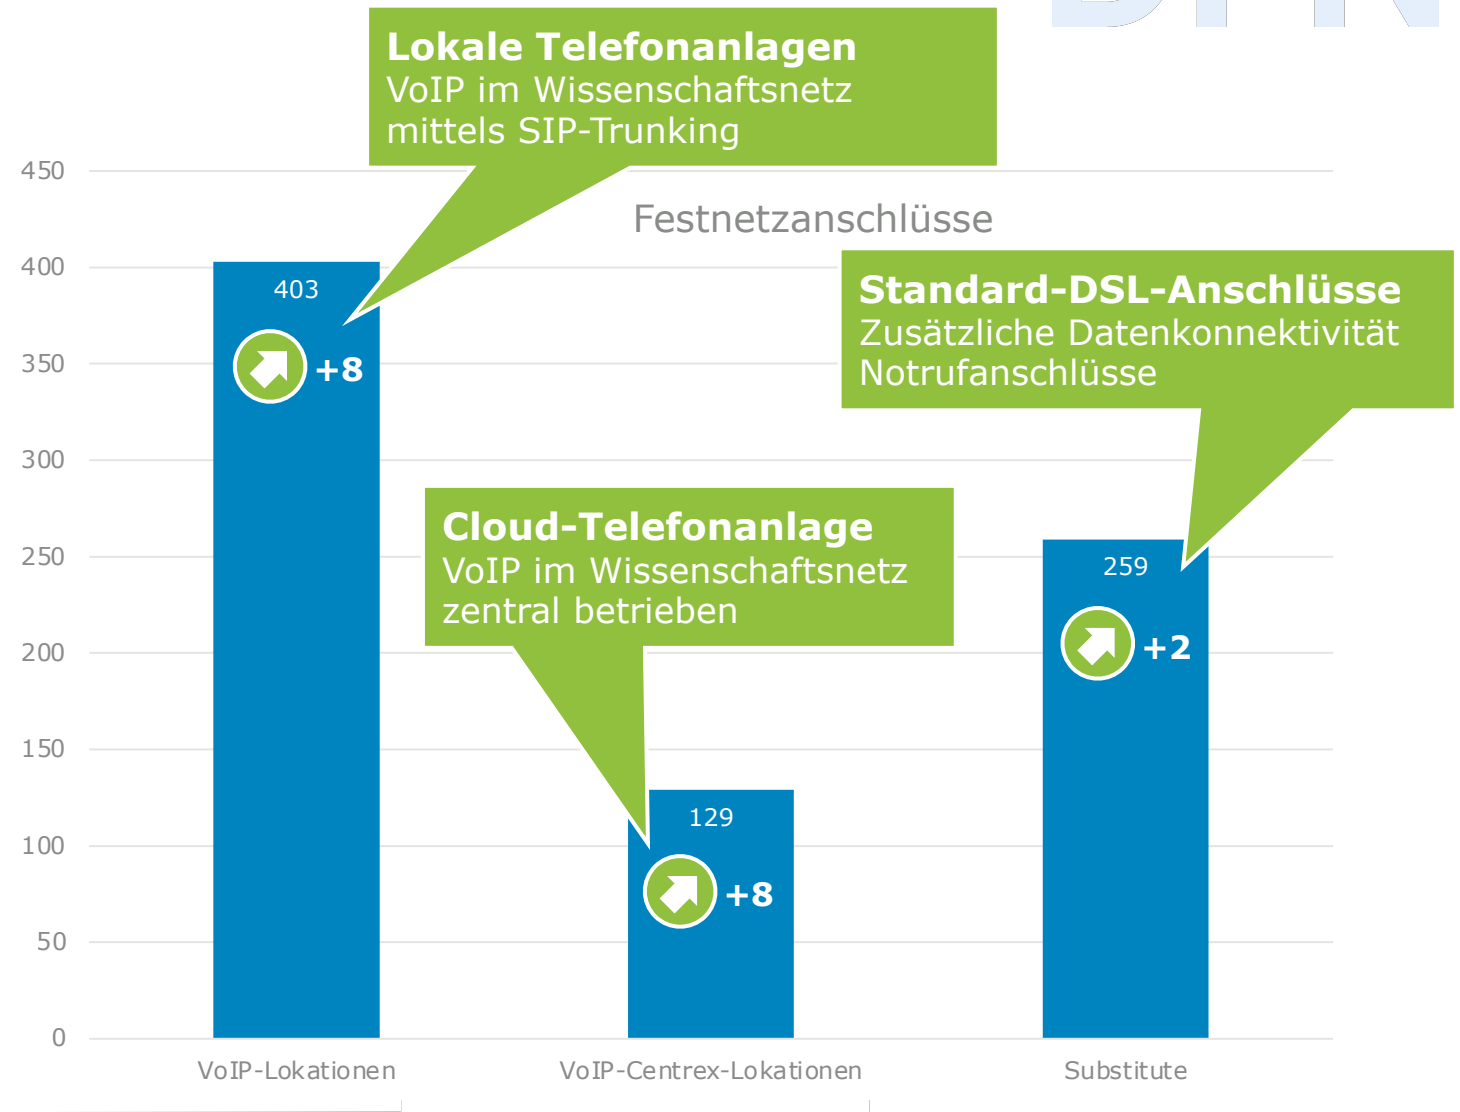 DFN
Lokale Telefonanlagen
VoIP im Wissenschaftsnetz
mittels SIP-Trunking
Festnetzanschlüsse
Standard-DSL-Anschlüsse
Zusätzliche Datenkonnektivität
Notrufanschlüsse
Cloud-Telefonanlage
VoIP im Wissenschaftsnetz
zentral betrieben
450
400
350
300
250
200
150
100
50
0
403
+8
129
+8
259
+2
VoIP-Lokationen
VoIP-Centrex-Lokationen
Substitute